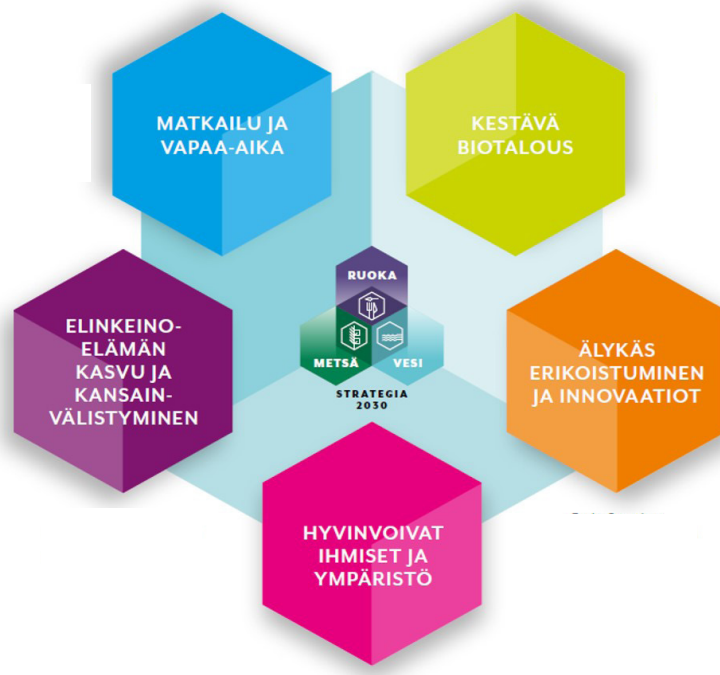 MATKAILU JA
VAPAA-AIKA
KESTÄVÄ
BIOTALOUS
RUOKA
METSÄ
VESI
STRATEGIA
2030
ELINKEINO-
ELÄMÄN
KASVU JA
KANSAIN-
VÄLISTYMINEN
ÄLYKÄS
ERIKOISTUMINEN
JA INNOVAATIOT
HYVINVOIVAT
IHMISET JA
YMPÄRISTÖ